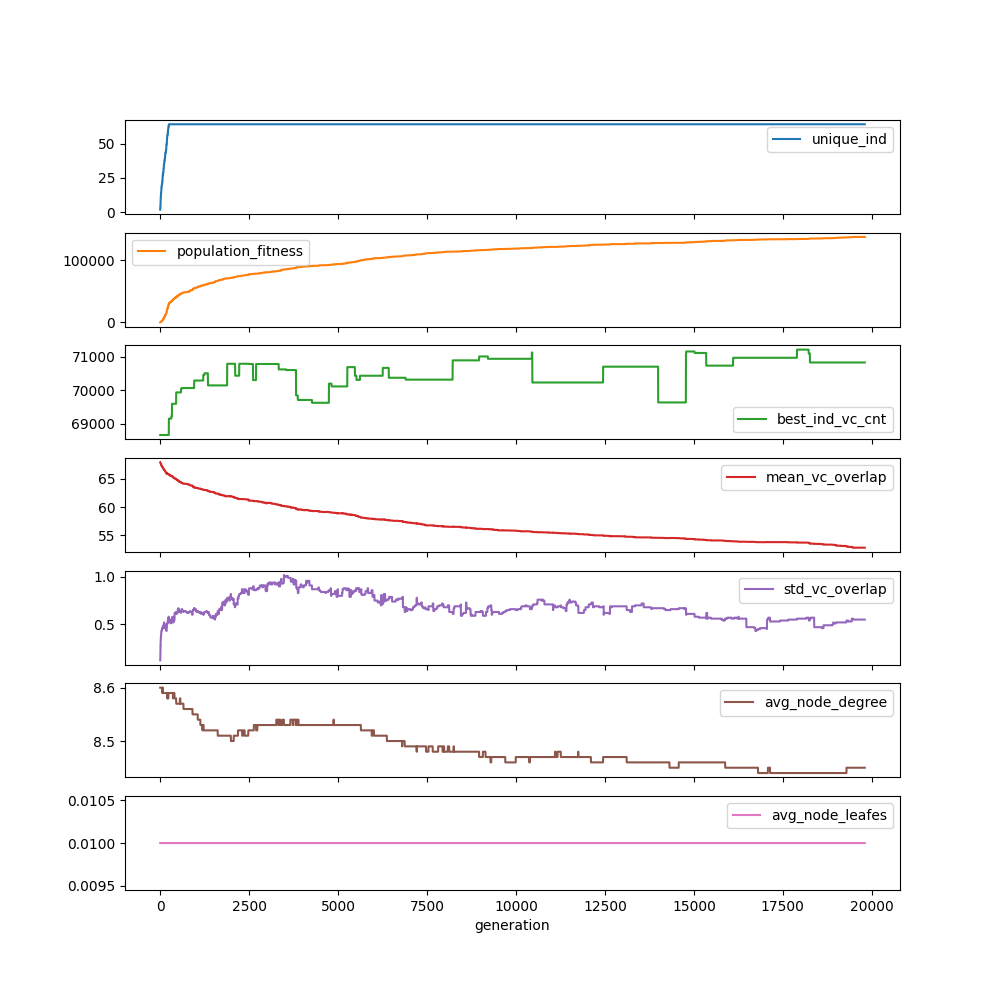 50
25
0
unique_ind
100000
0
population_fitness
71000
70000
69000
best_ind_vc_cnt
65
60
55
mean_vc_overlap
1.0
0.5
std_vc_overlap
8.6
8.5
avg_node_degree
0.0105
0.0100
0.0095
avg_node_leafes
0 2500 5000 7500 10000 12500 15000 17500 20000
generation